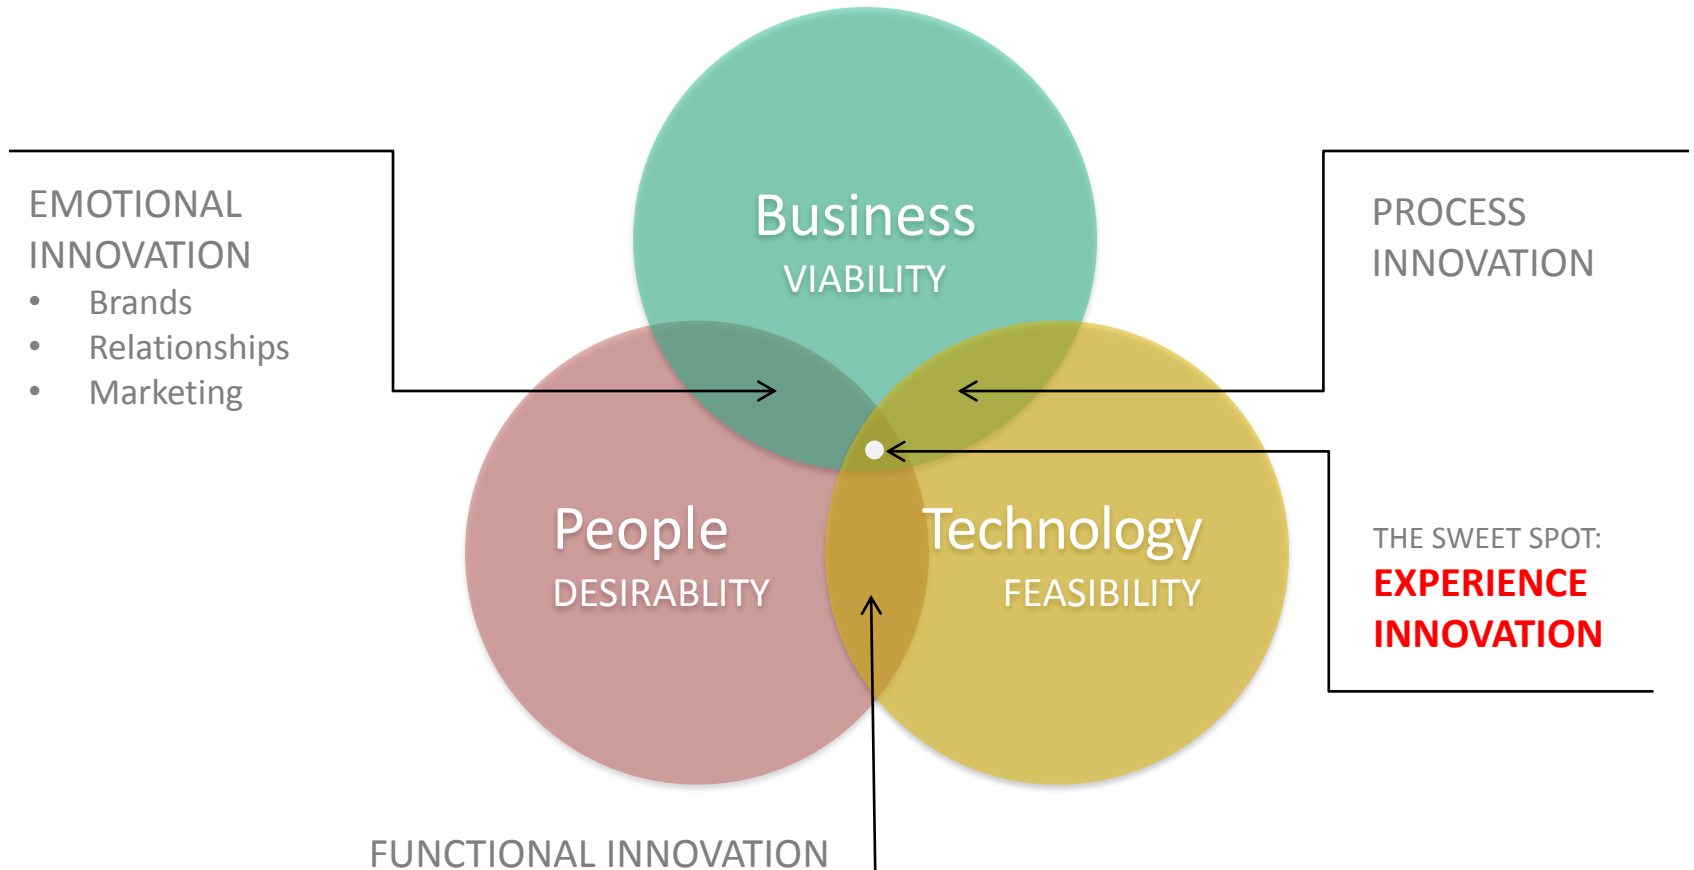 Business
VIABILITY
EMOTIONAL
INNOVATION
• Brands
• Relationships
• Marketing
PROCESS
INNOVATION
People
DESIRABLITY
Technology
FEASIBILITY
THE SWEET SPOT:
EXPERIENCE
INNOVATION
FUNCTIONAL INNOVATION